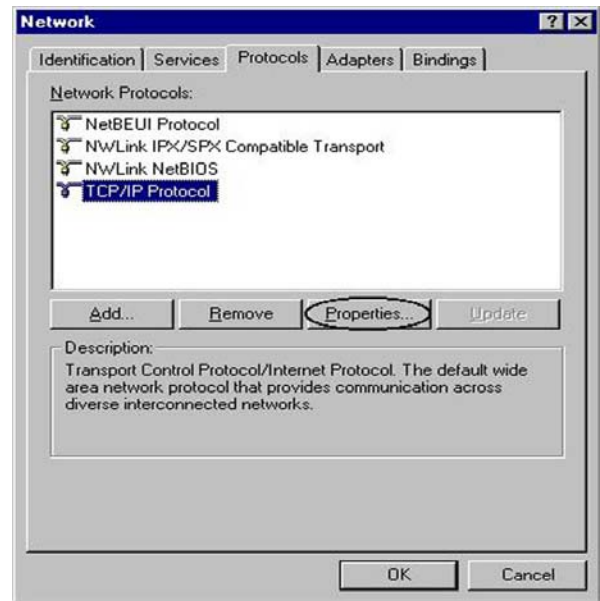 Network
Identification Services Protocols Adapters Bindings
Network Protocols:
NetBEUI Protocol
NWLink IPX/SPX Compatible Transport
NWLink NetBIOS
TCP/IP Protocol
Add... Remove Properties... Update
Description:
Transport Control Protocol/Internet Protocol. The default wide
area network protocol that provides communication across
diverse interconnected networks.
OK Cancel